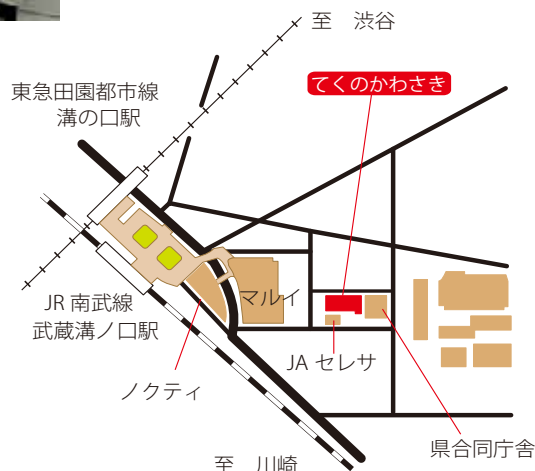 至　渋谷
東急田園都市線
溝の口駅
てくのかわさき
マルイ
JR 南武線
武蔵溝ノ口駅
JA セレサ
ノクティ
県合同庁舎
至　川崎